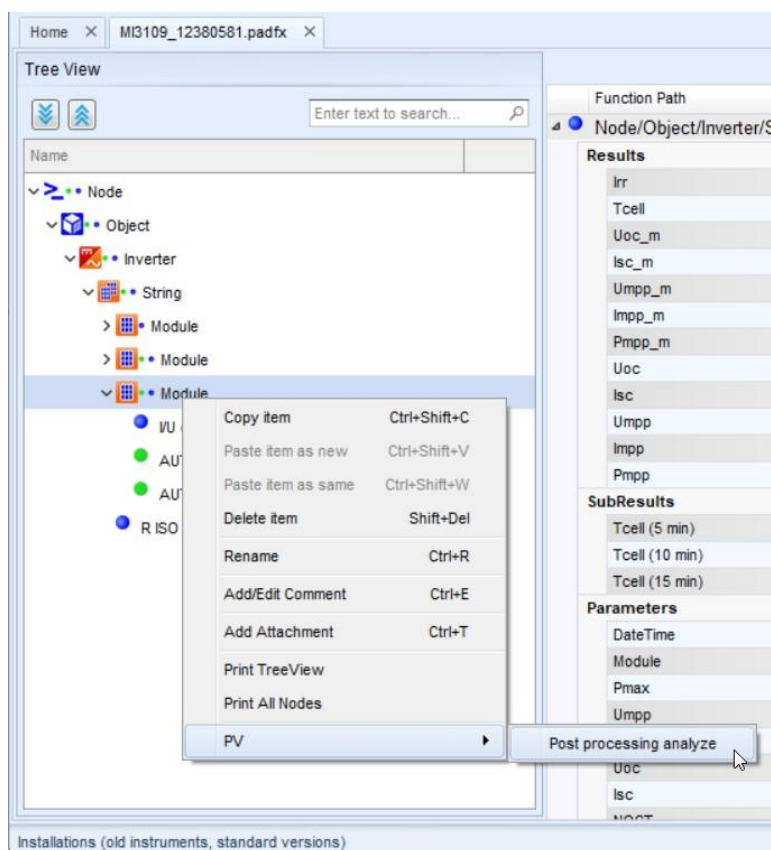 Home
MI3109_12380581.padfx
Tree View
Enter text to search...
Name
Node
Object
Inverter
String
Module
Module
Module
I/U
AU
AU
R ISO
Copy item Ctrl+Shift+C
Paste item as new Ctrl+Shift+V
Paste item as same Ctrl+Shift+W
Delete item Shift+Del
Rename Ctrl+R
Add/Edit Comment Ctrl+E
Add Attachment Ctrl+T
Print TreeView
Print All Nodes
PV
Post processing analyze
Function Path
Node/Object/Inverter/S
Results
Irr
Tcell
Uoc_m
Isc_m
Umpp_m
Impp_m
Pmpp_m
Uoc
Isc
Umpp
Impp
Pmpp
SubResults
Tcell (5 min)
Tcell (10 min)
Tcell (15 min)
Parameters
DateTime
Module
Pmax
Umpp
Uoc
Isc
NOCT
Installations (old instruments, standard versions)